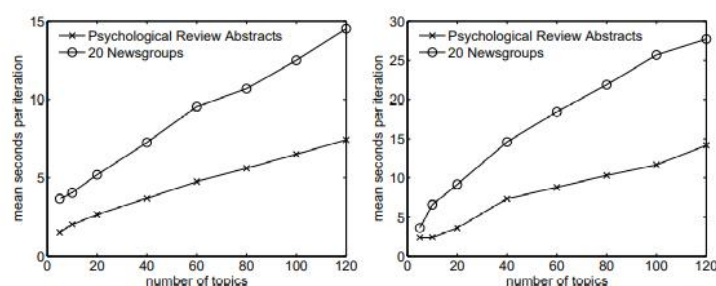 15
Psychological Review Abstracts
20 Newsgroups
10
5
0
0 20 40 60 80 100 120
number of topics
mean seconds per iteration
30
Psychological Review Abstracts
20 Newsgroups
25
20
15
10
5
0
0 20 40 60 80 100 120
number of topics
mean seconds per iteration